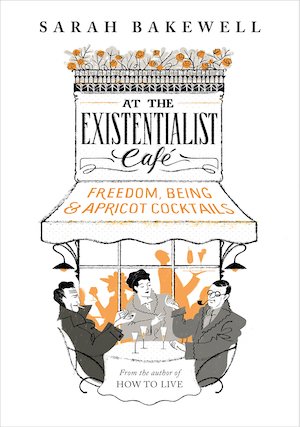 SARAH BAKEWELL
AT THE
EXISTENTIALIST
Café
FREEDOM, BEING
& APRICOT COCKTAILS
From the author of
HOW TO LIVE